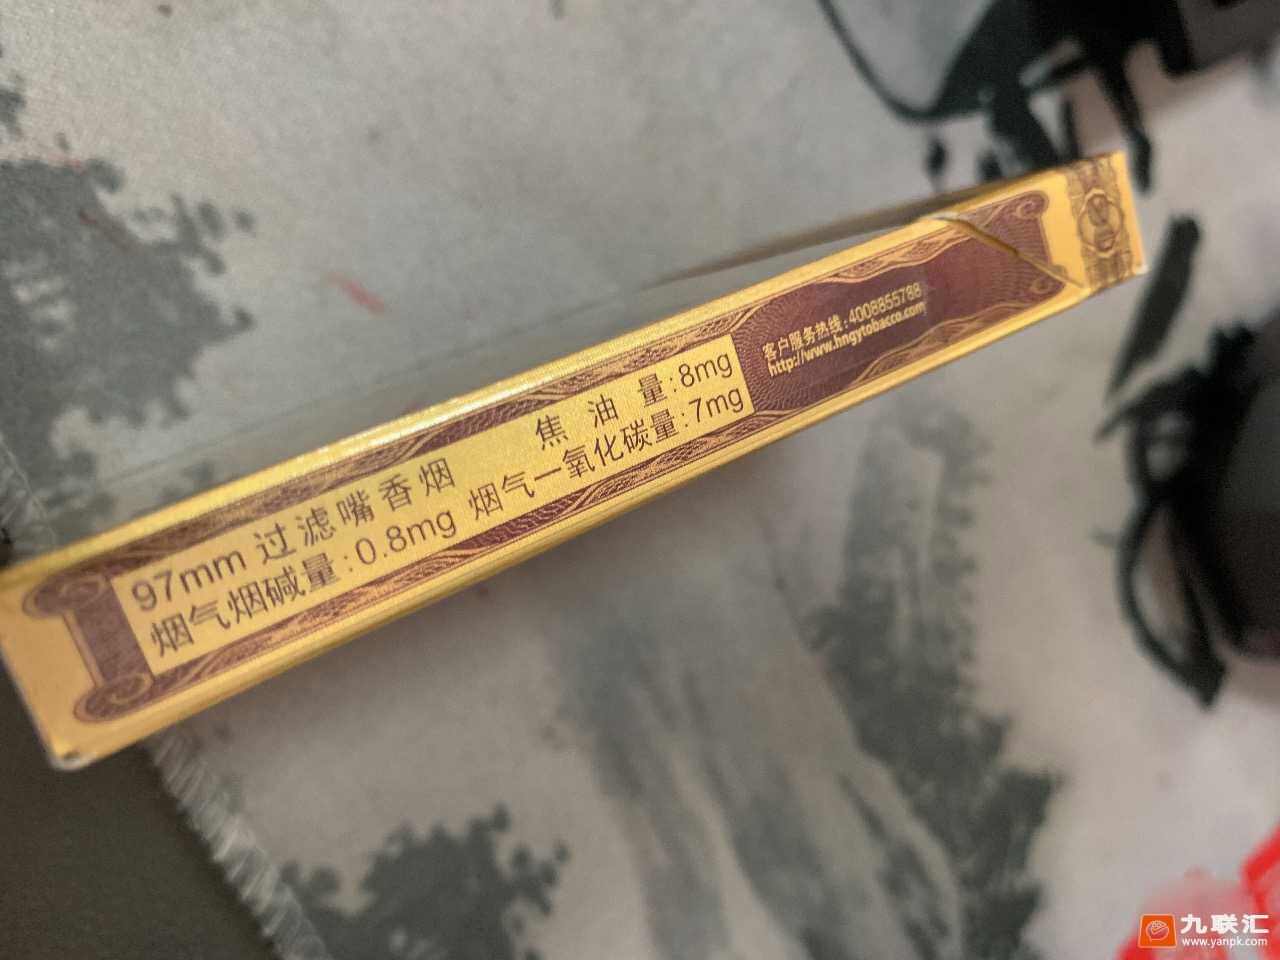 97mm 过滤嘴香烟 焦油量:8mg
烟气烟碱量:0.8mg 烟气一氧化碳量:7mg
客户服务热线:4008855788
http://www.hngytobacco.com
九联汇
www.yanpk.com